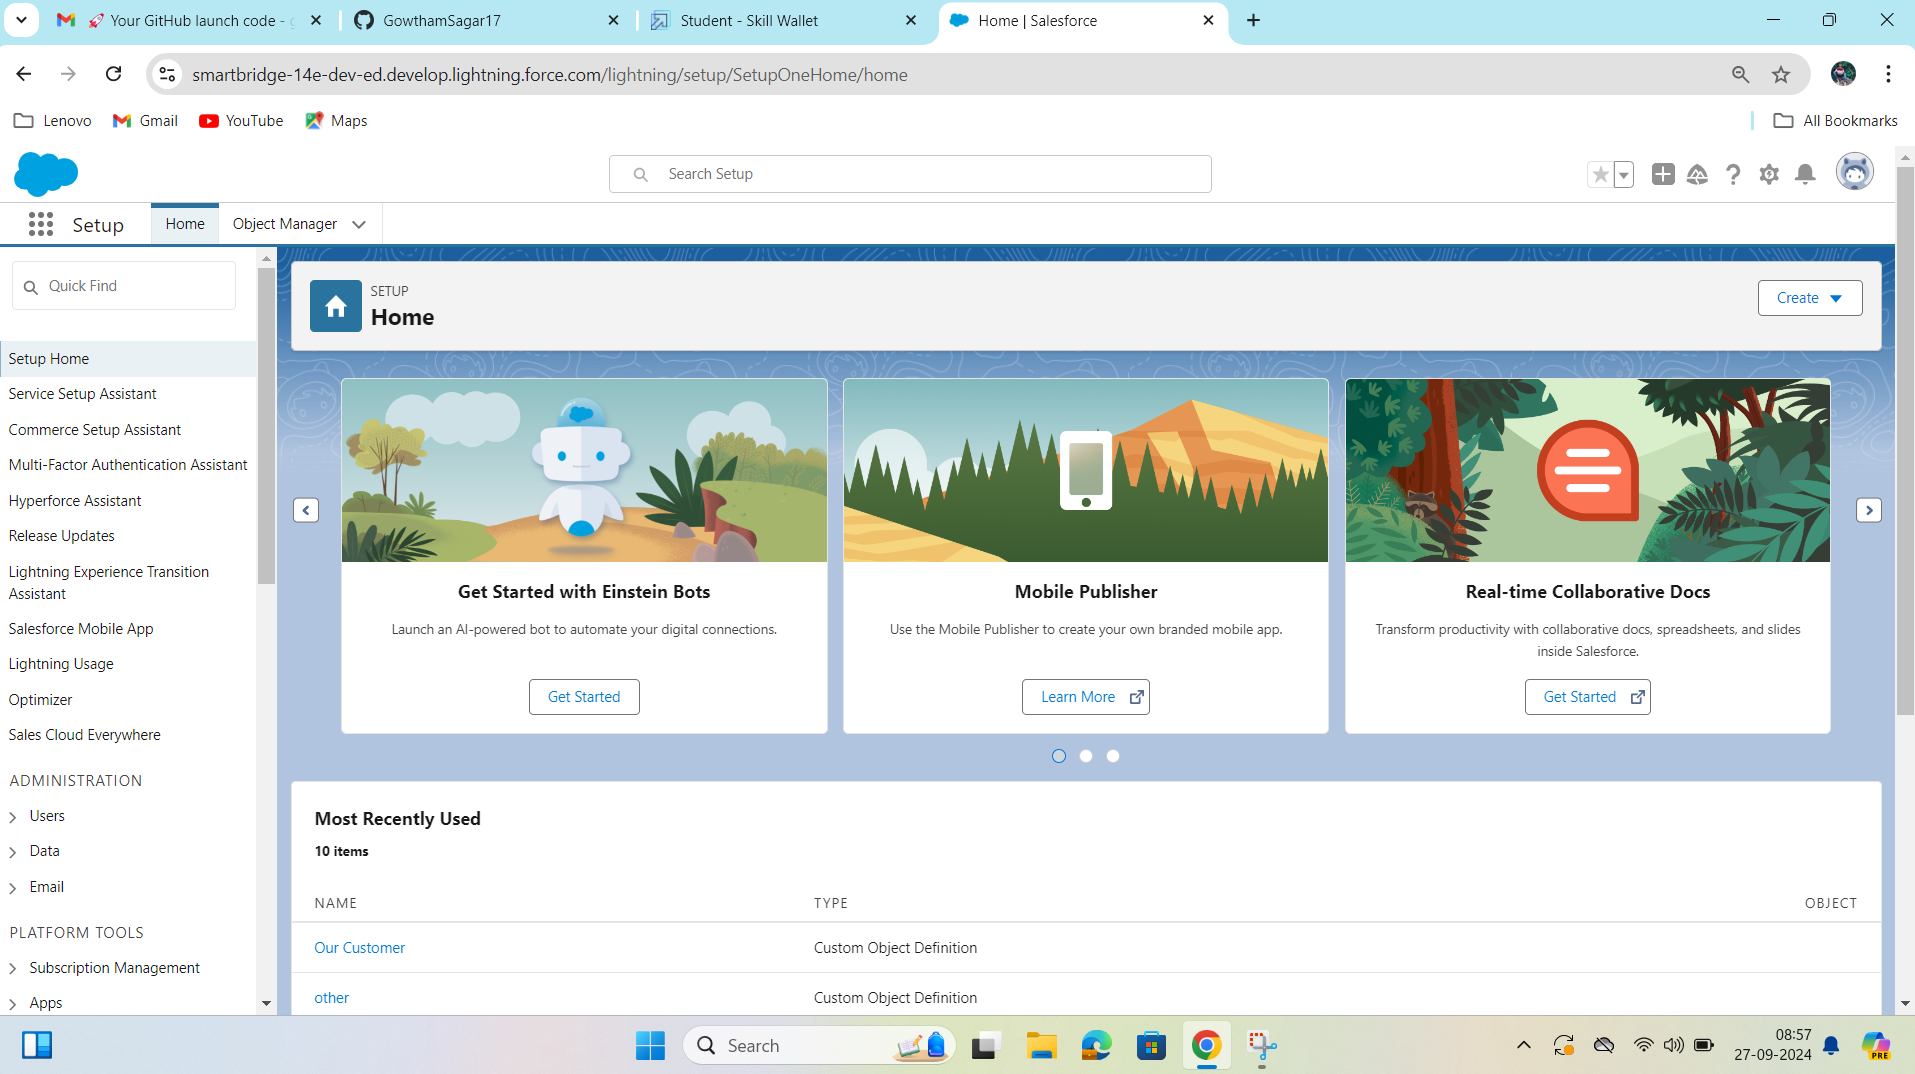 🚀 Your GitHub launch code - g
GowthamSagar17
Student - Skill Wallet
Home | Salesforce
smartbridge-14e-dev-ed.develop.lightning.force.com/lightning/setup/SetupOneHome/home
Lenovo
Gmail
YouTube
Maps
All Bookmarks
Search Setup
Setup
Home
Object Manager
Quick Find
Setup Home
Service Setup Assistant
Commerce Setup Assistant
Multi-Factor Authentication Assistant
Hyperforce Assistant
Release Updates
Lightning Experience Transition
Assistant
Salesforce Mobile App
Lightning Usage
Optimizer
Sales Cloud Everywhere
ADMINISTRATION
Users
Data
Email
PLATFORM TOOLS
Subscription Management
Apps
SETUP
Home
Create
Get Started with Einstein Bots
Launch an AI-powered bot to automate your digital connections.
Get Started
Mobile Publisher
Use the Mobile Publisher to create your own branded mobile app.
Learn More
Real-time Collaborative Docs
Transform productivity with collaborative docs, spreadsheets, and slides
inside Salesforce.
Get Started
Most Recently Used
10 items
NAME TYPE OBJECT
Our Customer Custom Object Definition
other Custom Object Definition
Search
08:57
27-09-2024
PRE